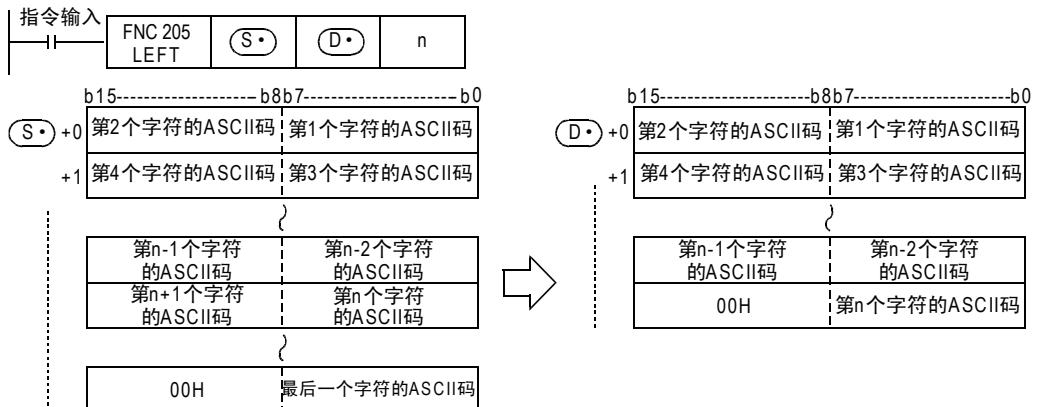 指令输入
FNC 205 LEFT S• D• n
b15 b8b7 b0 b15 b8b7 b0
S• +0 第2个字符的ASCII码 第1个字符的ASCII码 D• +0 第2个字符的ASCII码 第1个字符的ASCII码
+1 第4个字符的ASCII码 第3个字符的ASCII码 +1 第4个字符的ASCII码 第3个字符的ASCII码
第n-1个字符 第n-2个字符 第n-1个字符 第n-2个字符
的ASCII码 的ASCII码 的ASCII码 的ASCII码
第n+1个字符 第n个字符 00H 第n个字符的ASCII码
的ASCII码 的ASCII码
00H 最后一个字符的ASCII码